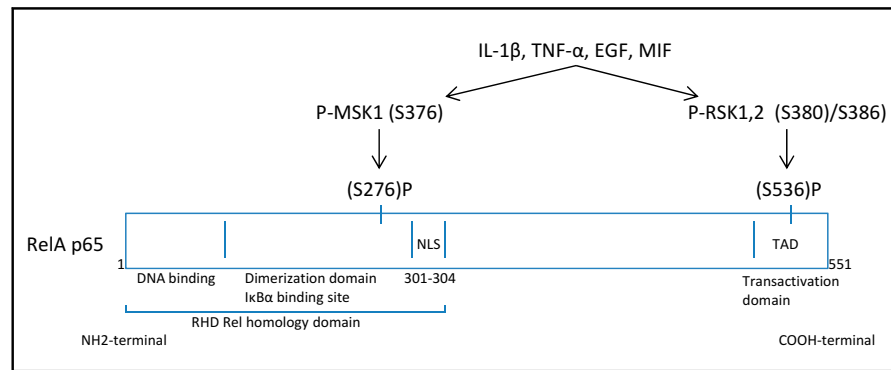 IL-1β, TNF-α, EGF, MIF
P-MSK1 (S376)
P-RSK1,2 (S380)/S386)
(S276)P
(S536)P
RelA p65
NLS
TAD
1
551
DNA binding
Dimerization domain
IκBα binding site
301-304
Transactivation
domain
RHD Rel homology domain
NH2-terminal
COOH-terminal